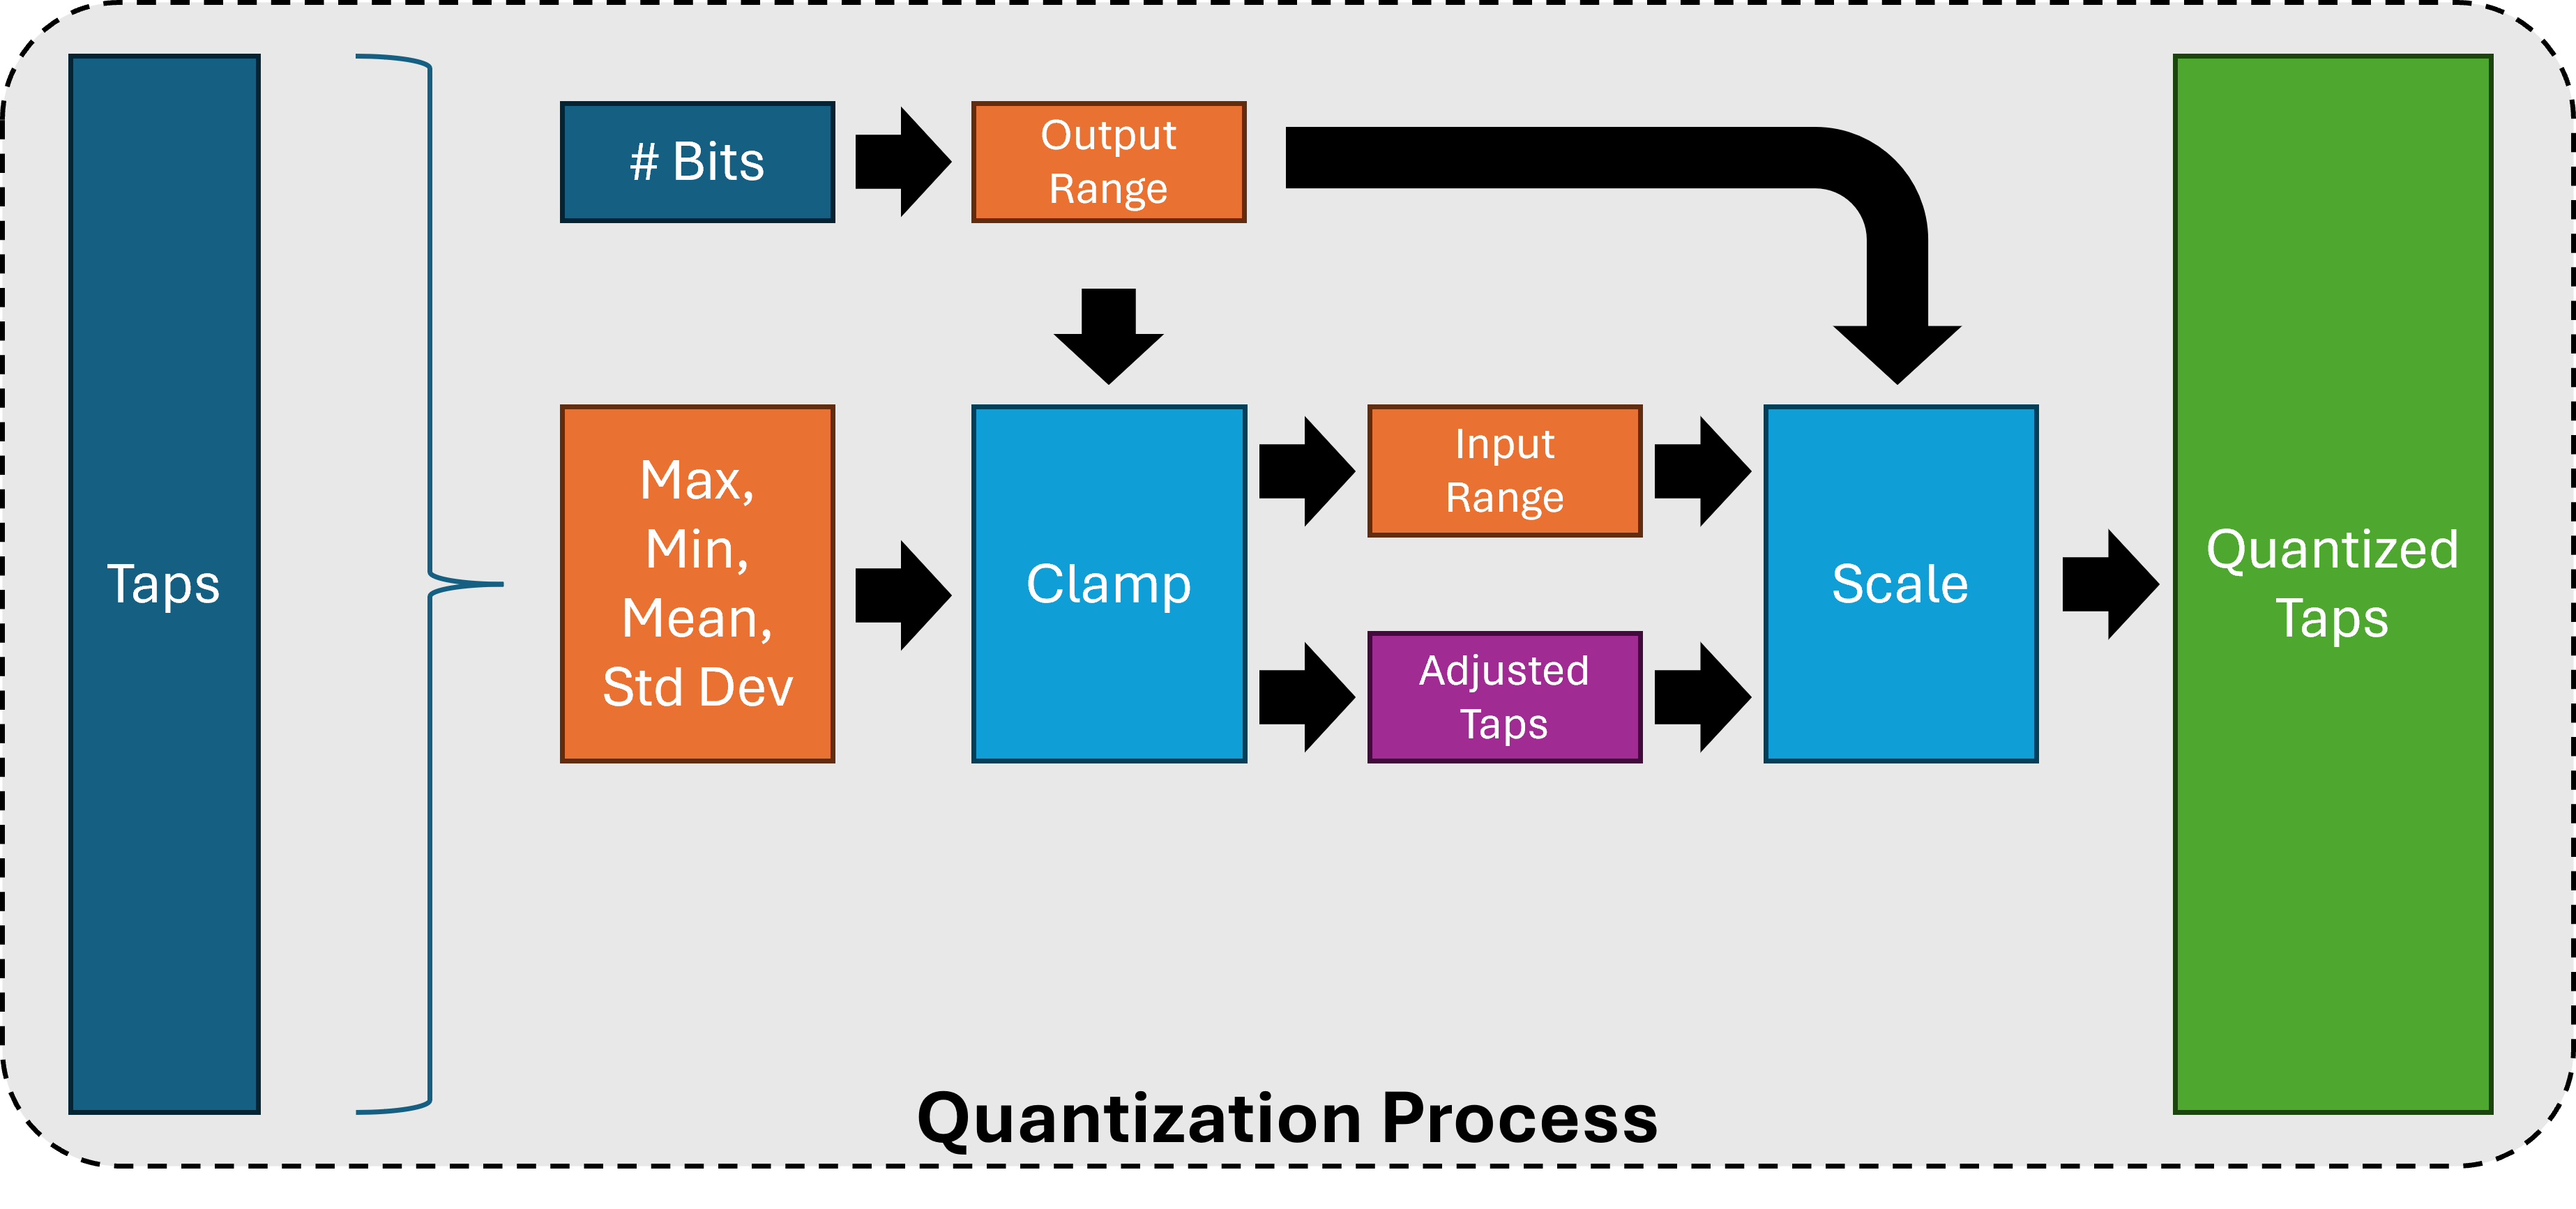 Taps
# Bits
Output
Range
Max,
Min,
Mean,
Std Dev
Clamp
Input
Range
Adjusted
Taps
Scale
Quantized
Taps
Quantization Process